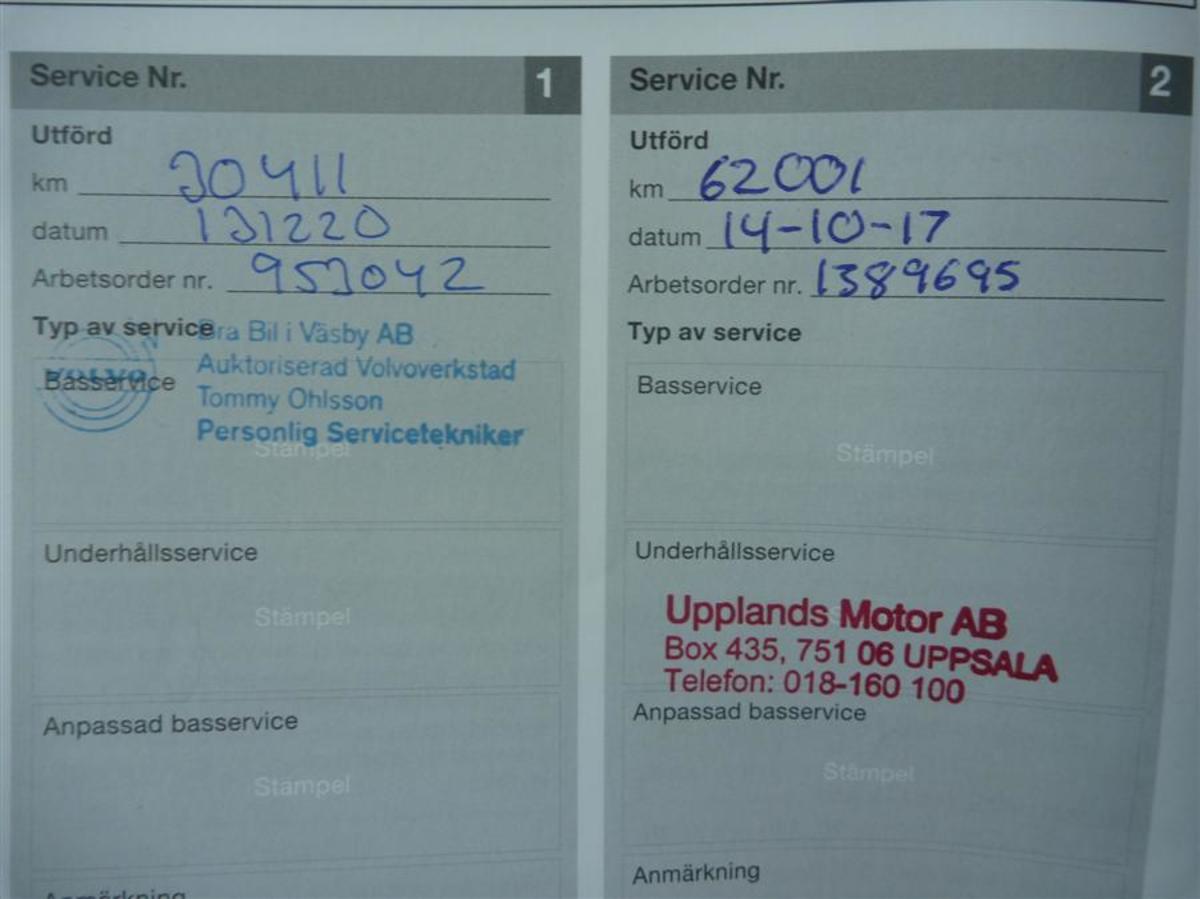 Service Nr. 1
Utförd
km 30411
datum 131220
Arbetsorder nr. 953042
Typ av service
Bra Bil i Väsby AB
Auktoriserad Volvoverkstad
Tommy Ohlsson
Personlig Servicetekniker
VOLVO
Basservice
Stämpel
Underhållsservice
Stämpel
Anpassad basservice
Stämpel
Anmärkning
Service Nr. 2
Utförd
km 62001
datum 14-10-17
Arbetsorder nr. 1389695
Typ av service
Basservice
Stämpel
Underhållsservice
Upplands Motor AB
Box 435, 751 06 UPPSALA
Telefon: 018-160 100
Anpassad basservice
Stämpel
Anmärkning